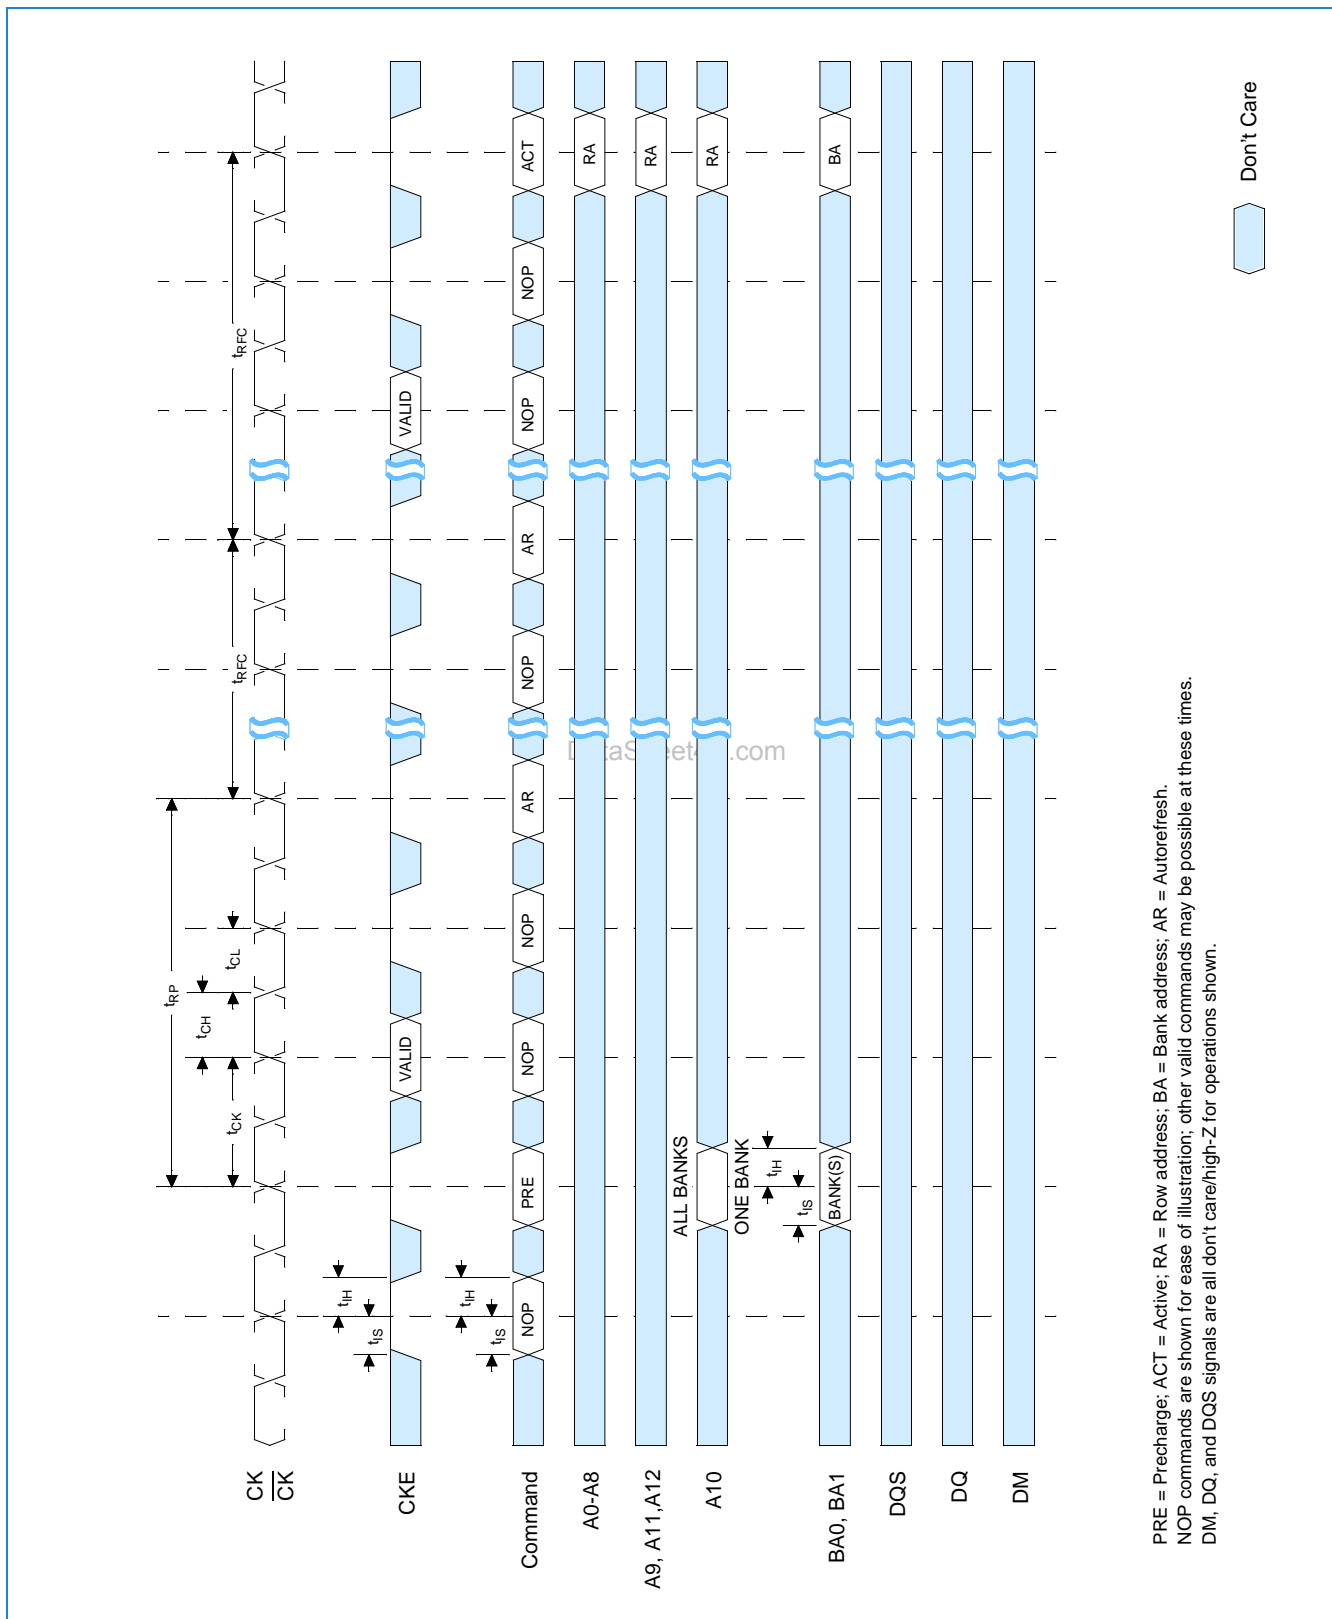 tRP
tCH
tCK tCL tRFC tRFC
CK
CK
tIH
tIS
CKE VALID VALID
tIH
tIS
Command NOP PRE NOP NOP AR NOP AR NOP NOP ACT
A0-A8 RA
A9, A11,A12 RA
ALL BANKS
A10 RA
ONE BANK
tIH
tIS
BA0, BA1 BANK(S) BA
DQS
DQ
DM
PRE = Precharge; ACT = Active; RA = Row address; BA = Bank address; AR = Autorefresh.
NOP commands are shown for ease of illustration; other valid commands may be possible at these times.
DM, DQ, and DQS signals are all don't care/high-Z for operations shown.
Don't Care